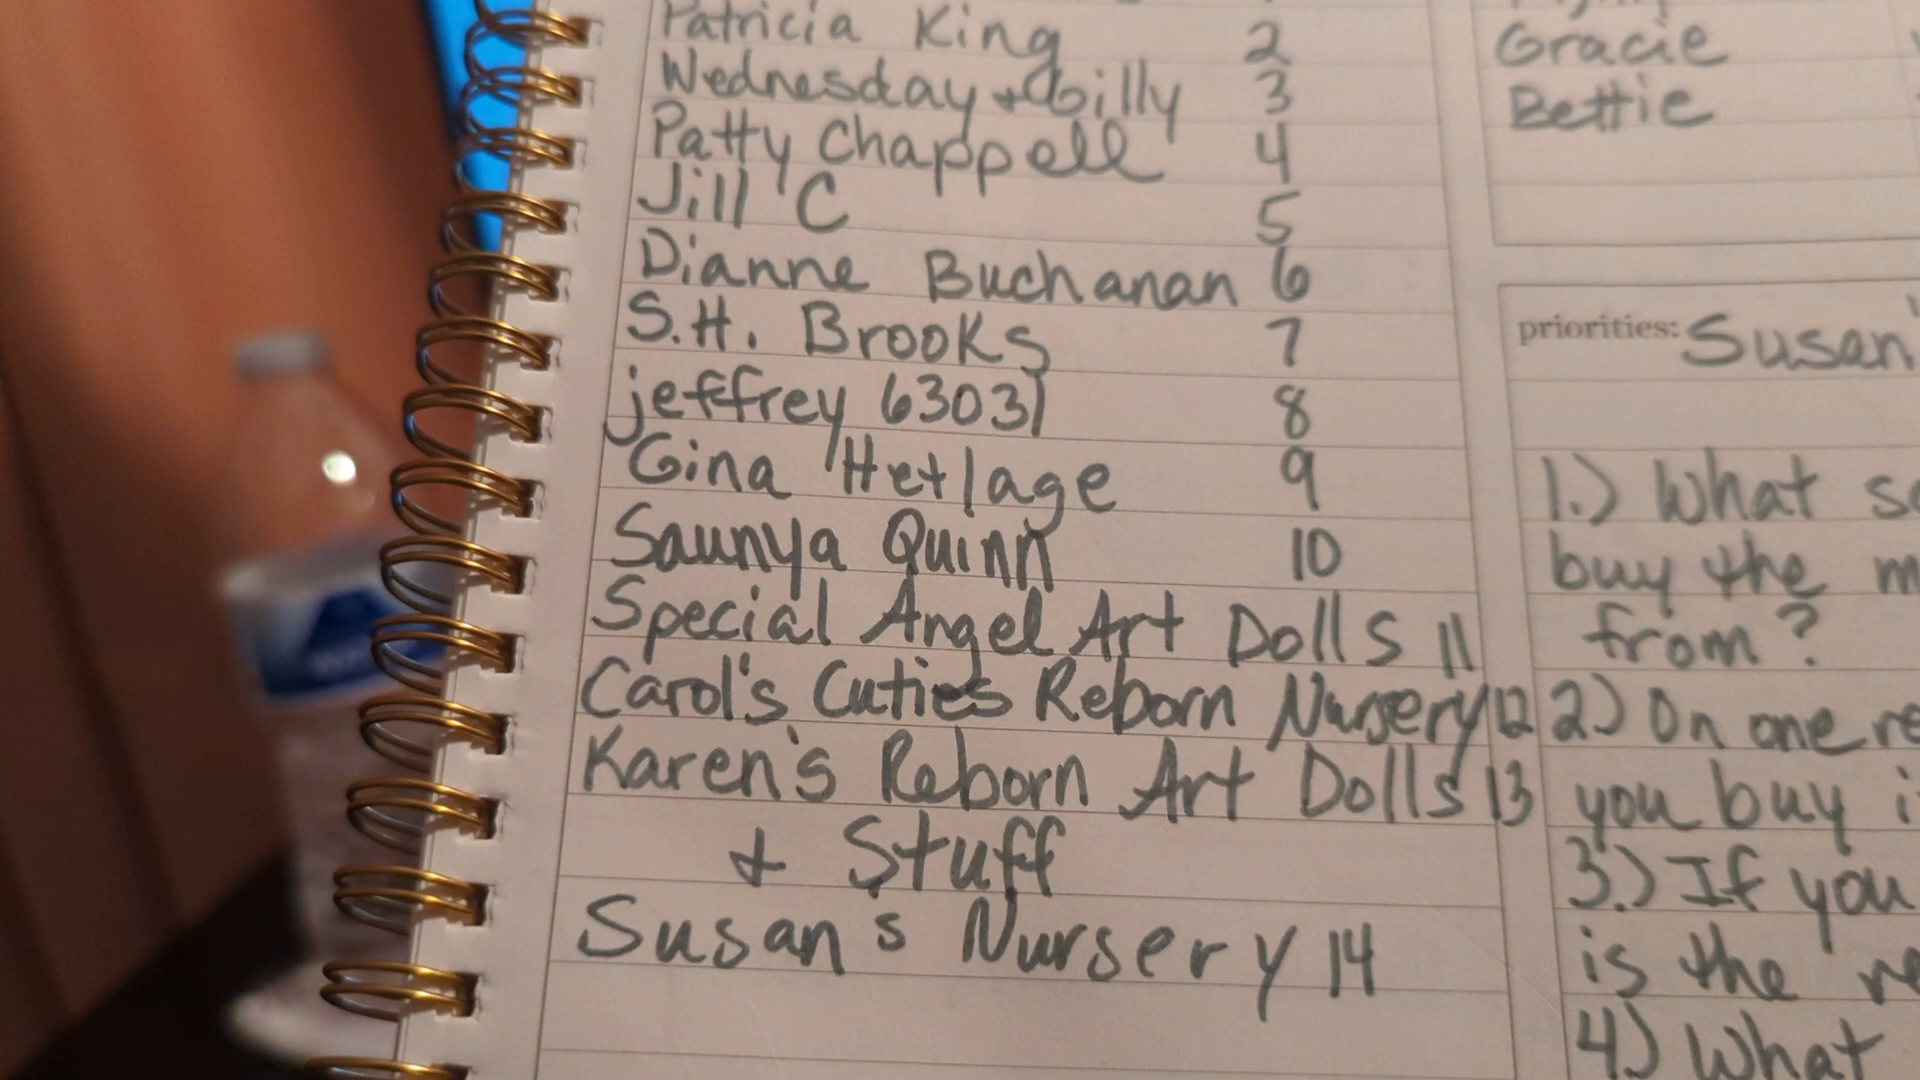 Patricia King 2
Wednesday + Gilly 3
Patty Chappell 4
Jill C 5
Dianne Buchanan 6
S.H. Brooks 7
jeffrey 63031 8
Gina Hetlage 9
Saunya Quinn 10
Special Angel Art Dolls 11
Carol's Cuties Reborn Nursery 12
Karen's Reborn Art Dolls 13
+ Stuff
Susan's Nursery 14
Gracie
Bettie
priorities: Susan'
1.) What
buy the
from?
2) On one
you buy
3.) If you
is the
4.) What